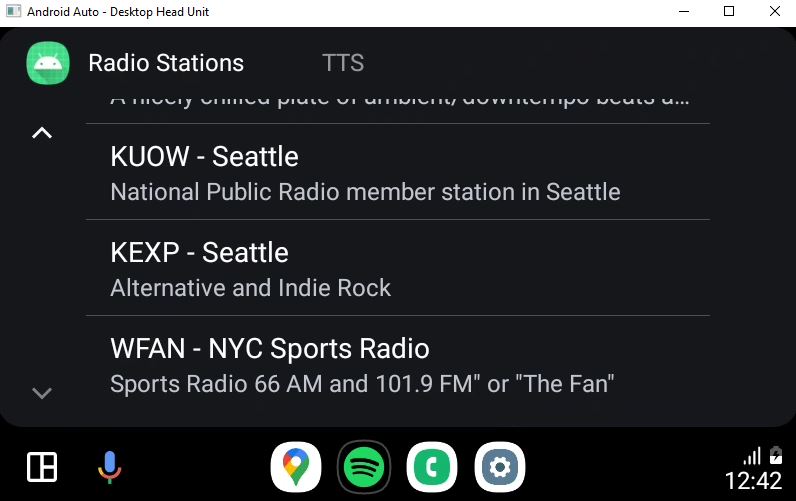 Android Auto - Desktop Head Unit
Radio Stations
TTS
A nicely chilled plate of ambient/downtempo beats a...
KUOW - Seattle
National Public Radio member station in Seattle
KEXP - Seattle
Alternative and Indie Rock
WFAN - NYC Sports Radio
Sports Radio 66 AM and 101.9 FM" or "The Fan"
12:42